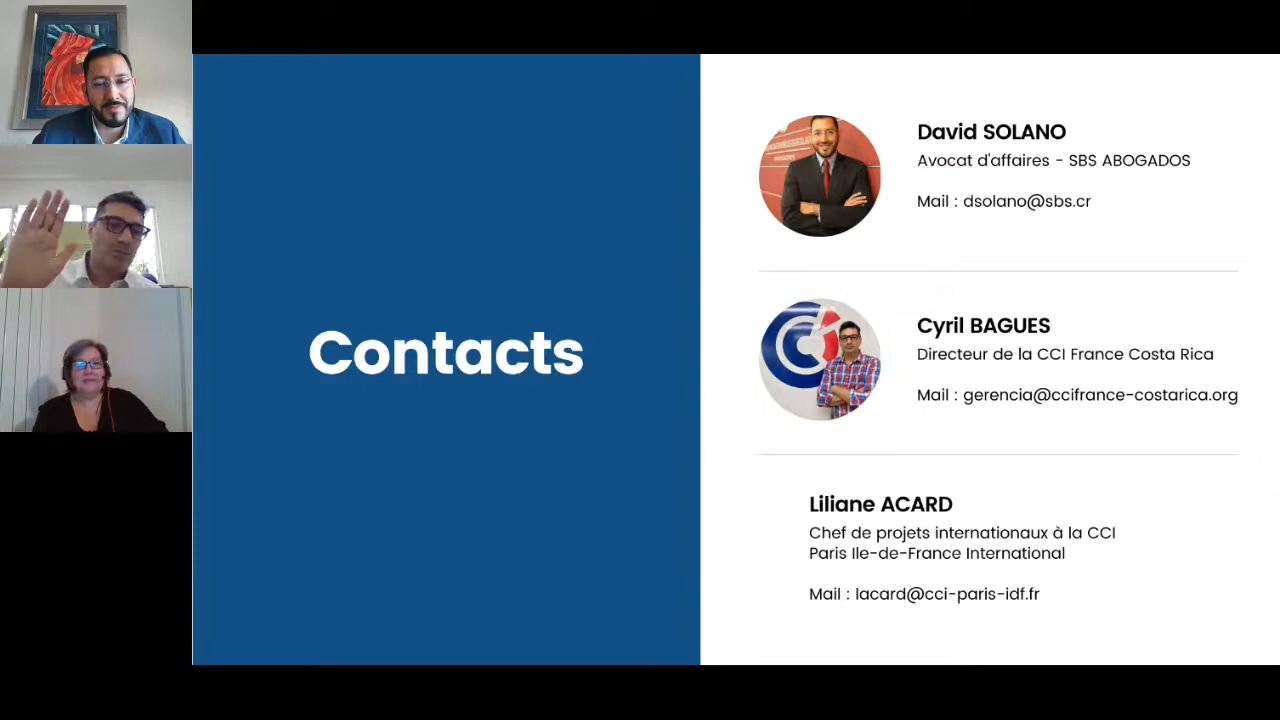 Contacts
David SOLANO
Avocat d'affaires - SBS ABOGADOS
Mail : dsolano@sbs.cr
Cyril BAGUES
Directeur de la CCI France Costa Rica
Mail : gerencia@ccifrance-costarica.org
Liliane ACARD
Chef de projets internationaux à la CCI
Paris Ile-de-France International
Mail : lacard@cci-paris-idf.fr